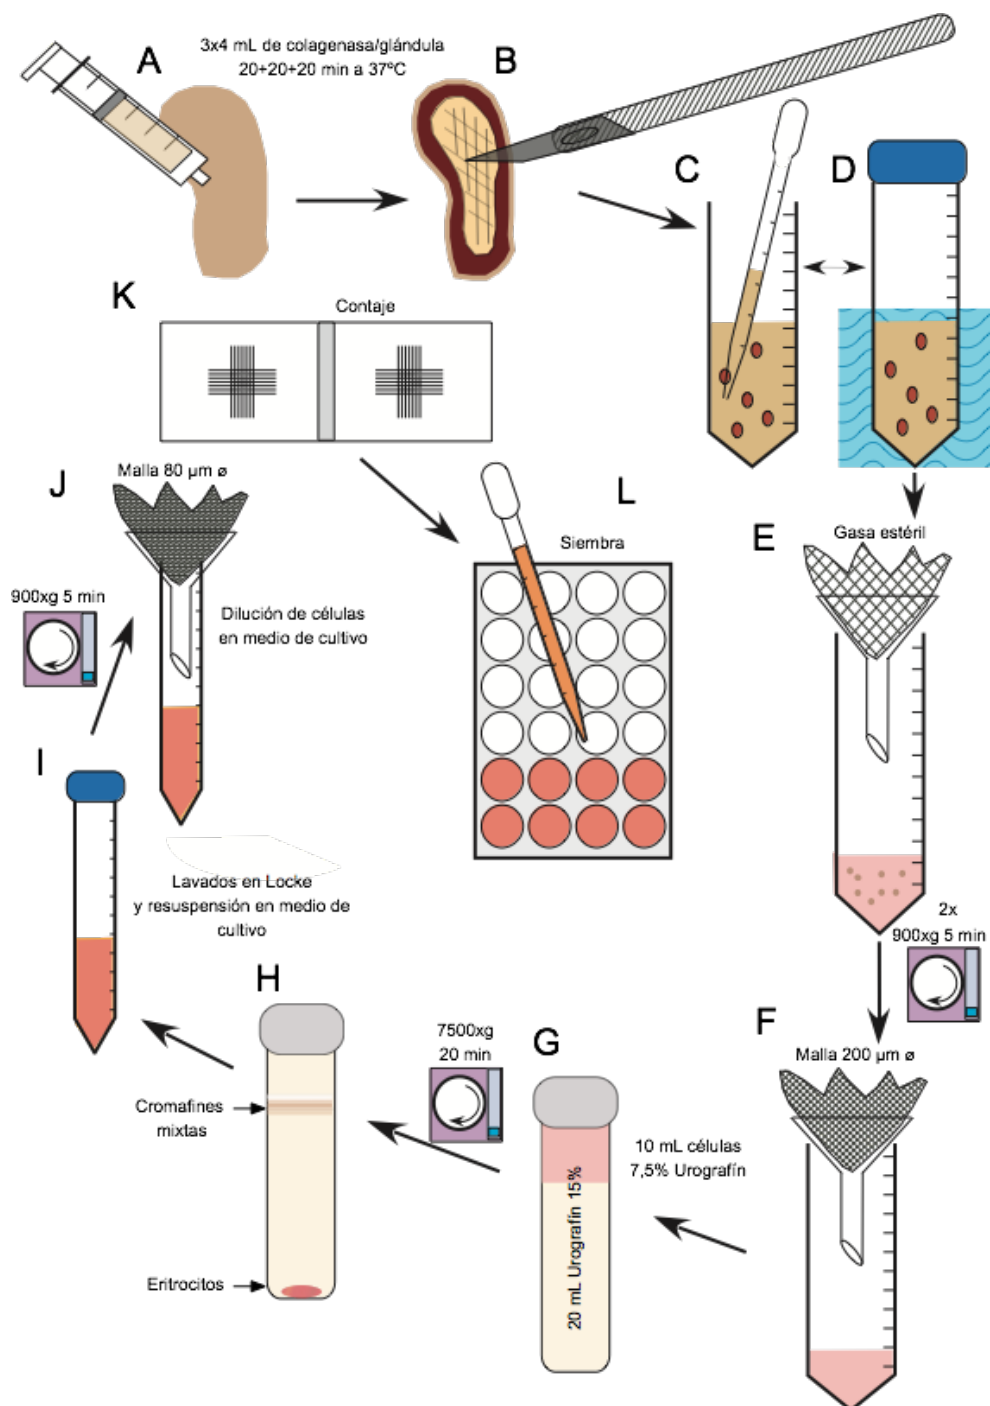 A
3x4 mL de colagenasa/glándula
20+20+20 min a 37ºC
B
C
D
K
Contaje
J
Malla 80 µm ø
900xg 5 min
Dilución de células
en medio de cultivo
L
Siembra
E
Gasa estéril
2x
900xg 5 min
I
Lavados en Locke
y resuspensión en medio de
cultivo
H
7500xg
20 min
G
F
Malla 200 µm ø
Cromafines
mixtas
10 mL células
7,5% Urografín
20 mL Urografín 15%
Eritrocitos